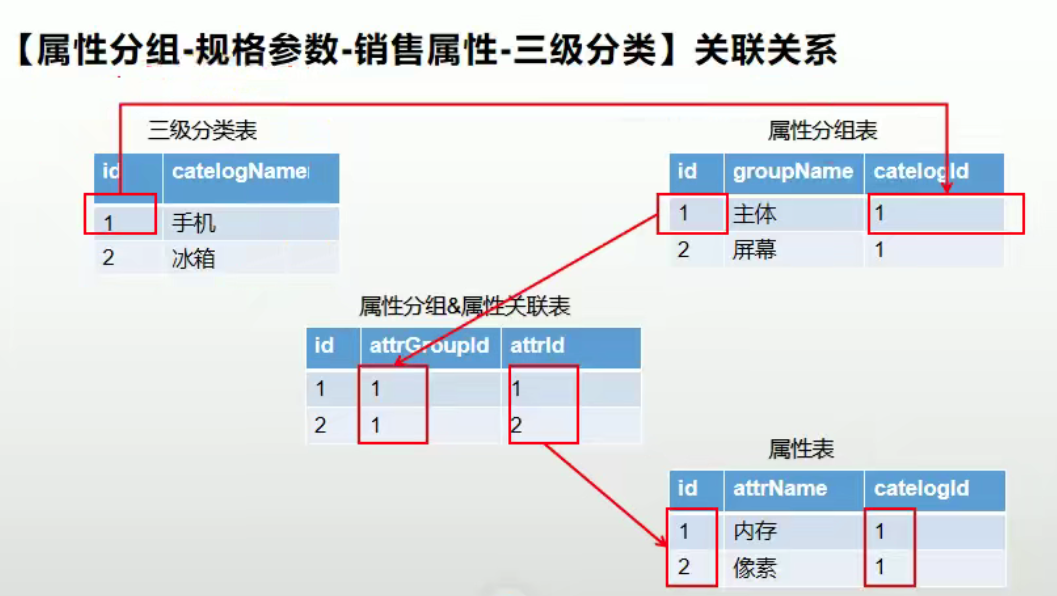 【属性分组-规格参数-销售属性-三级分类】关联关系
三级分类表
id catelogName
1 手机
2 冰箱
属性分组表
id groupName catelogId
1 主体 1
2 屏幕 1
属性分组&属性关联表
id attrGroupId attrId
1 1 1
2 1 2
属性表
id attrName catelogId
1 内存 1
2 像素 1